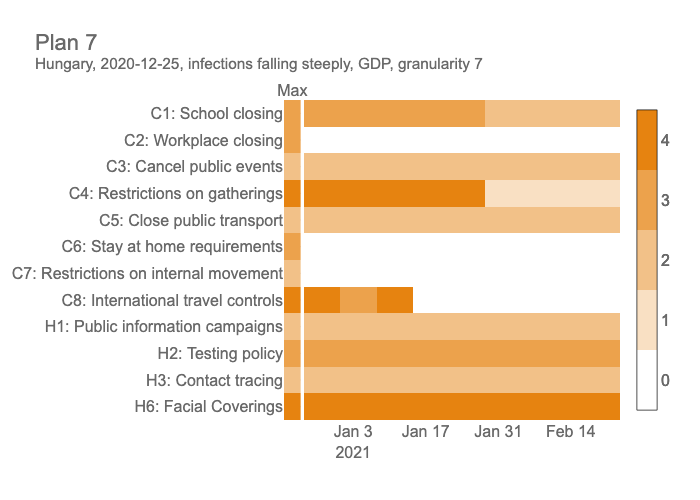 Plan 7
Hungary, 2020-12-25, infections falling steeply, GDP, granularity 7
Max
C1: School closing
C2: Workplace closing
C3: Cancel public events
C4: Restrictions on gatherings
C5: Close public transport
C6: Stay at home requirements
C7: Restrictions on internal movement
C8: International travel controls
H1: Public information campaigns
H2: Testing policy
H3: Contact tracing
H6: Facial Coverings
Jan 3 Jan 17 Jan 31 Feb 14
2021
4
3
2
1
0